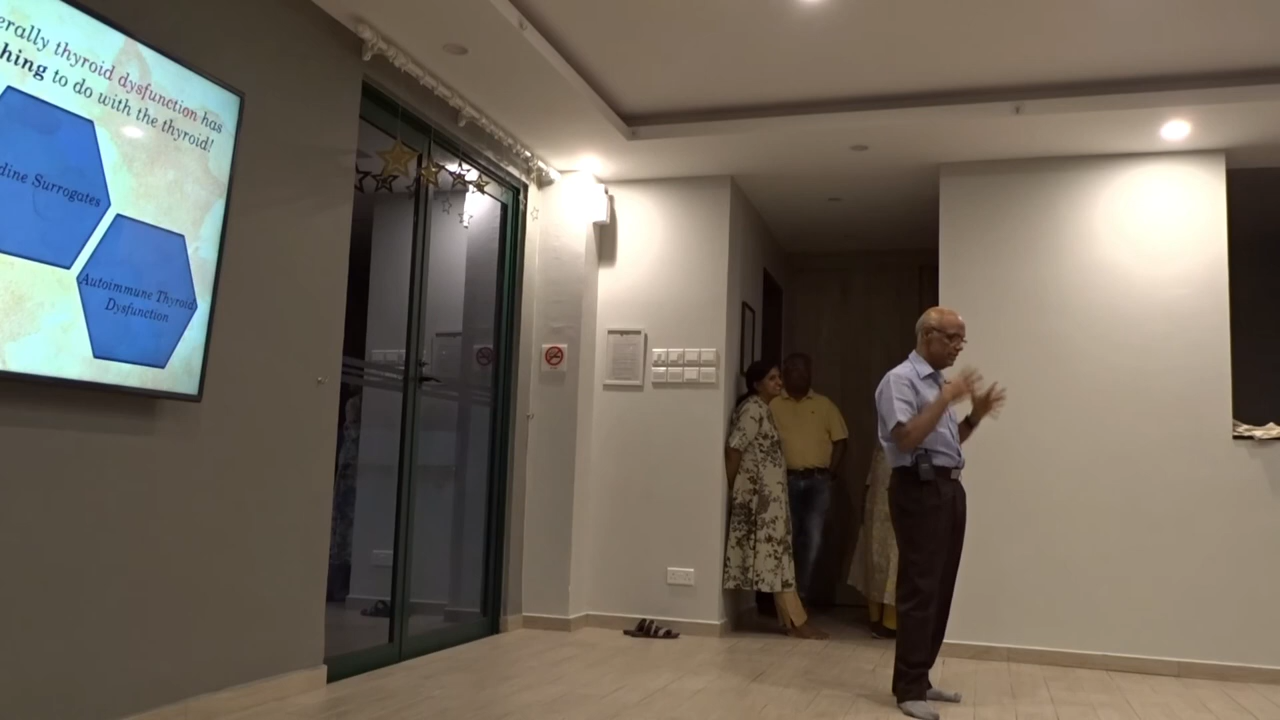 erally thyroid dysfunction has
hing to do with the thyroid!
dine Surrogates
Autoimmune Thyroid
Dysfunction